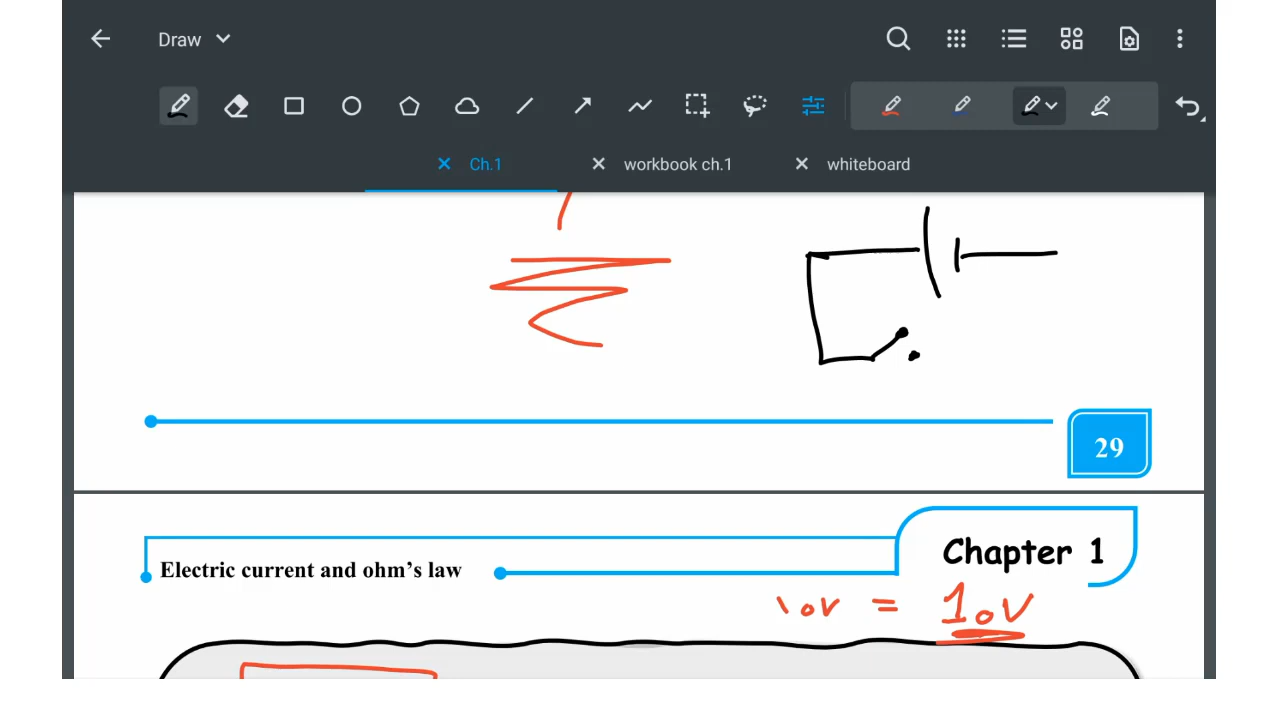 Draw
Ch.1
workbook ch.1
whiteboard
29
Chapter 1
Electric current and ohm's law
10V = 10V